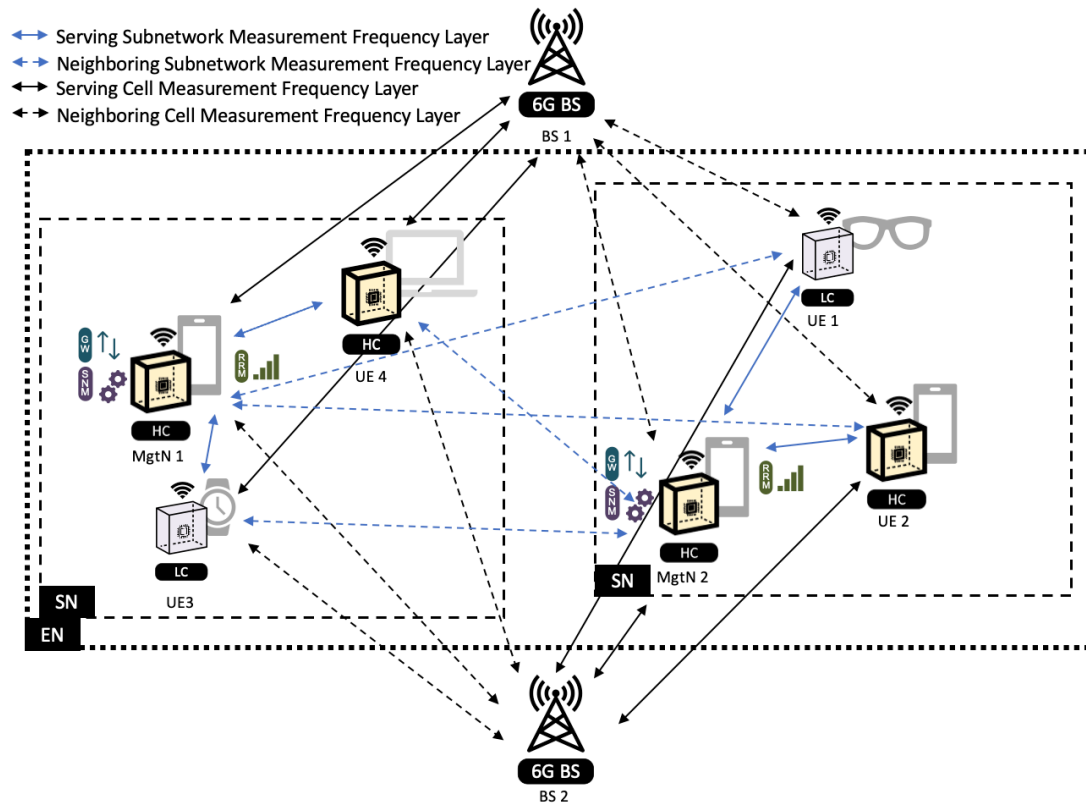 Serving Subnetwork Measurement Frequency Layer
Neighboring Subnetwork Measurement Frequency Layer
Serving Cell Measurement Frequency Layer
Neighboring Cell Measurement Frequency Layer
6G BS
BS 1
LC
UE 1
HC
UE 4
GW
SNM
RRM
HC
MgtN 1
GW
SNM
RRM
HC
UE 2
HC
MgtN 2
LC
UE3
SN
SN
EN
6G BS
BS 2